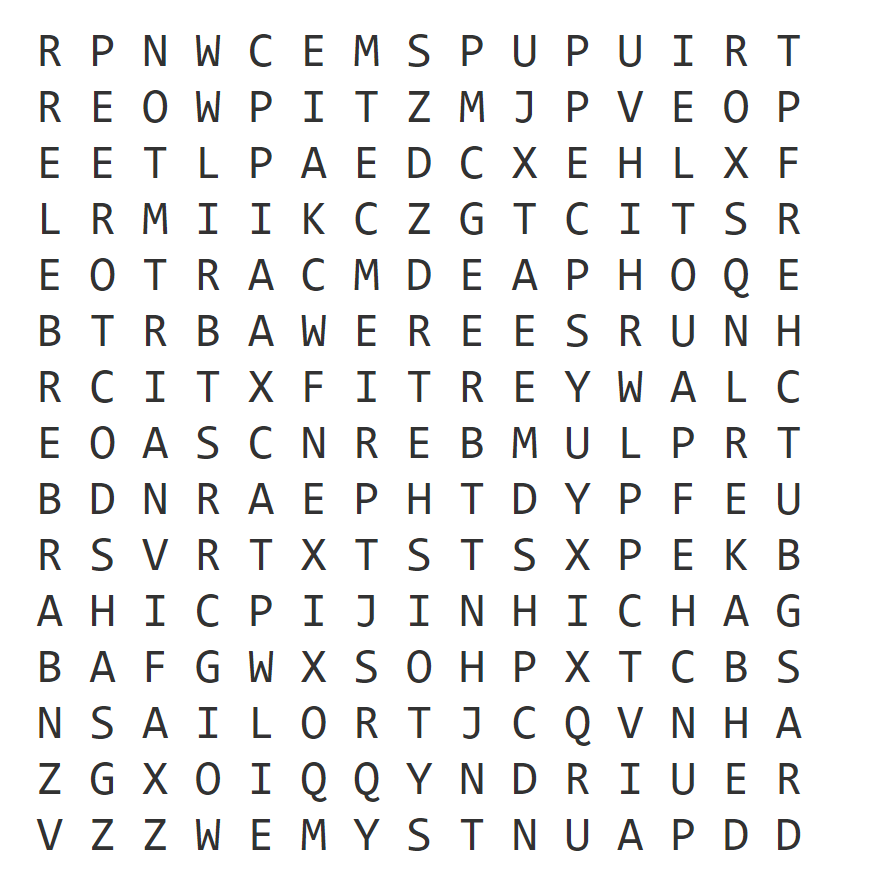 R P N W C E M S P U P U I R T
R E O W P I T Z M J P V E O P
E E T L P A E D C X E H L X F
L R M I I K C Z G T C I T S R
E O T R A C M D E A P H O Q E
B T R B A W E R E E S R U N H
R C I T X F I T R E Y W A L C
E O A S C N R E B M U L P R T
B D N R A E P H T D Y P F E U
R S V R T X T S T S X P E K B
A H I C P I J I N H I C H A G
B A F G W X S O H P X T C B S
N S A I L O R T J C Q V N H A
Z G X O I Q Q Y N D R I U E R
V Z Z W E M Y S T N U A P D D